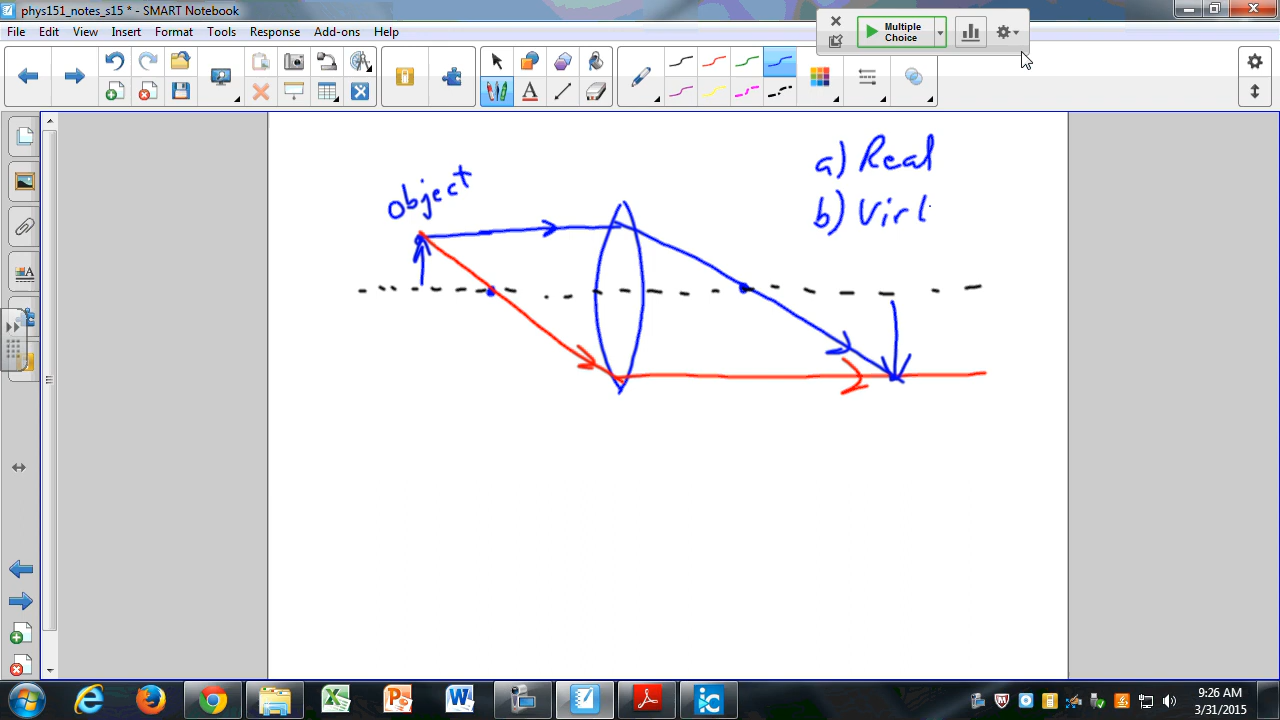 phys151_notes_s15 * - SMART Notebook
File Edit View Insert Format Tools Response Add-ons Help
Multiple
Choice
a) Real
object
b) Virt
9:26 AM
3/31/2015